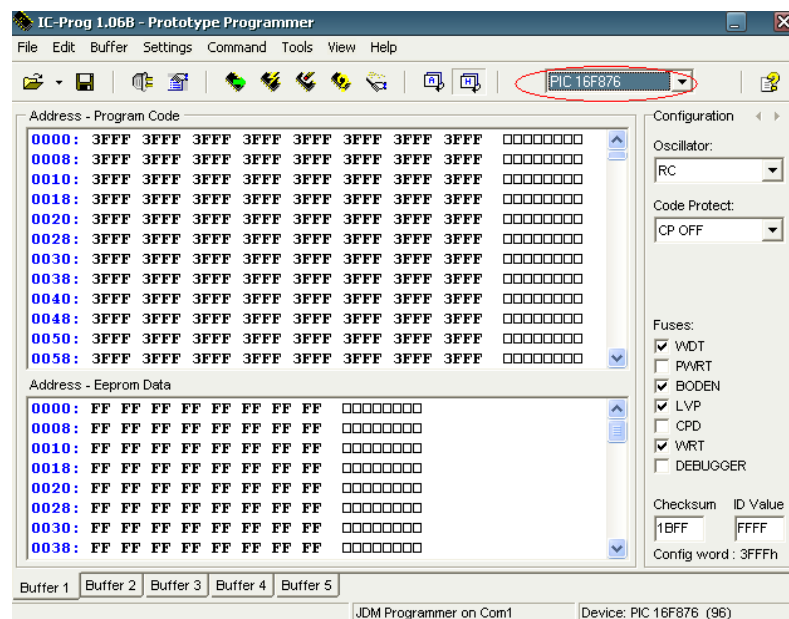 IC-Prog 1.06B - Prototype Programmer
File Edit Buffer Settings Command Tools View Help
PIC 16F876
Address - Program Code
0000: 3FFF 3FFF 3FFF 3FFF 3FFF 3FFF 3FFF 3FFF
0008: 3FFF 3FFF 3FFF 3FFF 3FFF 3FFF 3FFF 3FFF
0010: 3FFF 3FFF 3FFF 3FFF 3FFF 3FFF 3FFF 3FFF
0018: 3FFF 3FFF 3FFF 3FFF 3FFF 3FFF 3FFF 3FFF
0020: 3FFF 3FFF 3FFF 3FFF 3FFF 3FFF 3FFF 3FFF
0028: 3FFF 3FFF 3FFF 3FFF 3FFF 3FFF 3FFF 3FFF
0030: 3FFF 3FFF 3FFF 3FFF 3FFF 3FFF 3FFF 3FFF
0038: 3FFF 3FFF 3FFF 3FFF 3FFF 3FFF 3FFF 3FFF
0040: 3FFF 3FFF 3FFF 3FFF 3FFF 3FFF 3FFF 3FFF
0048: 3FFF 3FFF 3FFF 3FFF 3FFF 3FFF 3FFF 3FFF
0050: 3FFF 3FFF 3FFF 3FFF 3FFF 3FFF 3FFF 3FFF
0058: 3FFF 3FFF 3FFF 3FFF 3FFF 3FFF 3FFF 3FFF
Address - Eeprom Data
0000: FF FF FF FF FF FF FF FF
0008: FF FF FF FF FF FF FF FF
0010: FF FF FF FF FF FF FF FF
0018: FF FF FF FF FF FF FF FF
0020: FF FF FF FF FF FF FF FF
0028: FF FF FF FF FF FF FF FF
0030: FF FF FF FF FF FF FF FF
0038: FF FF FF FF FF FF FF FF
Configuration
Oscillator:
RC
Code Protect:
CP OFF
Fuses:
WDT
PWRT
BODEN
LVP
CPD
WRT
DEBUGGER
Checksum ID Value
1BFF FFFF
Config word : 3FFFh
Buffer 1 Buffer 2 Buffer 3 Buffer 4 Buffer 5
JDM Programmer on Com1 Device: PIC 16F876 (96)